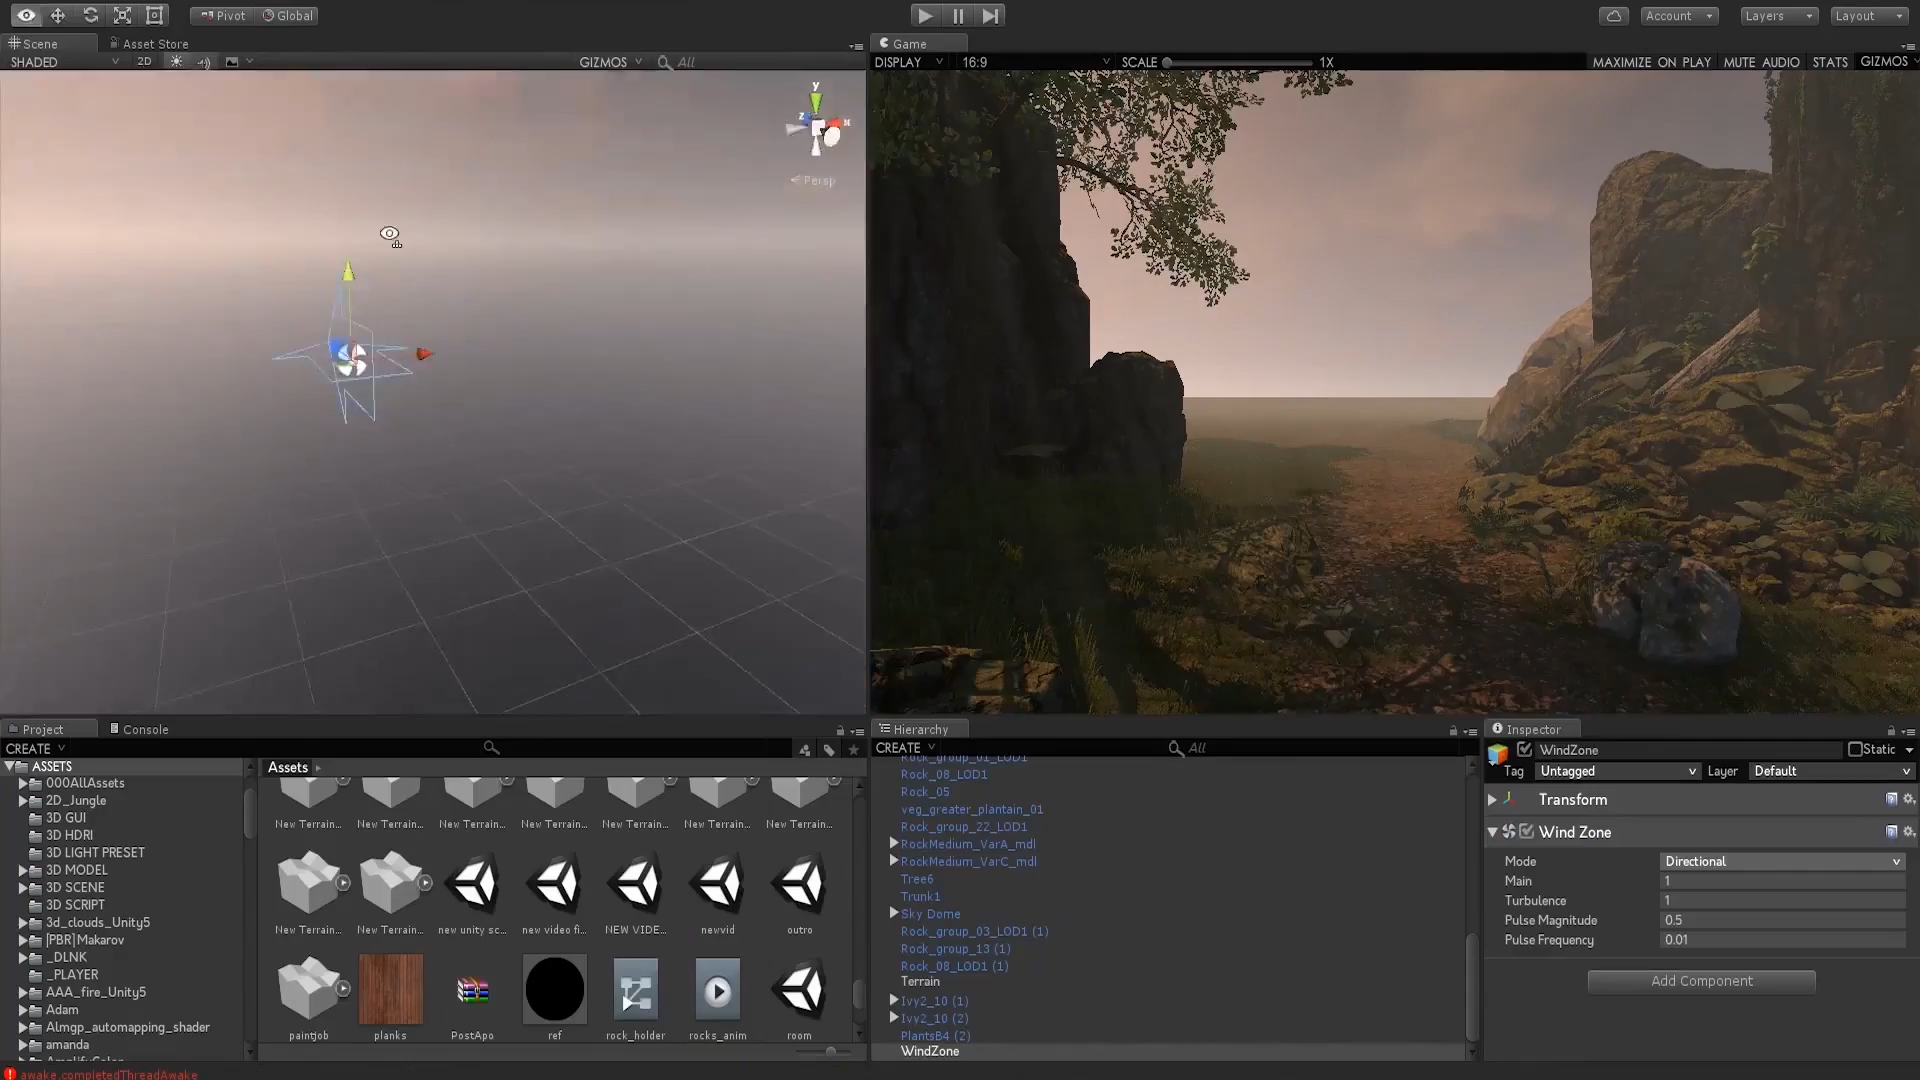 Pivot Global Account Layers Layout
Scene Asset Store Game
SHADED 2D GIZMOS All DISPLAY 16:9 SCALE 1X MAXIMIZE ON PLAY MUTE AUDIO STATS GIZMOS
y
z x
Persp
Project Console
CREATE
ASSETS
000AllAssets
2D_Jungle
3D GUI
3D HDRI
3D LIGHT PRESET
3D MODEL
3D SCENE
3D SCRIPT
3d_clouds_Unity5
[PBR]Makarov
_DLNK
_PLAYER
AAA_fire_Unity5
Adam
Almgp_automapping_shader
amanda
AmplifyColor
Assets
New Terrain... New Terrain... New Terrain... New Terrain... New Terrain... New Terrain... New Terrain...
New Terrain... New Terrain... new unity sc... new video fi... NEW VIDE... newvid outro
paintjob planks PostApo ref rock_holder rocks_anim room
Hierarchy
CREATE All
Rock_group_01_LOD1
Rock_08_LOD1
Rock_05
veg_greater_plantain_01
Rock_group_22_LOD1
RockMedium_VarA_mdl
RockMedium_VarC_mdl
Tree6
Trunk1
Sky Dome
Rock_group_03_LOD1 (1)
Rock_group_13 (1)
Rock_08_LOD1 (1)
Terrain
Ivy2_10 (1)
Ivy2_10 (2)
PlantsB4 (2)
WindZone
Inspector
WindZone Static
Tag Untagged Layer Default
Transform
Wind Zone
Mode Directional
Main 1
Turbulence 1
Pulse Magnitude 0.5
Pulse Frequency 0.01
Add Component
awake.completedThreadAwake